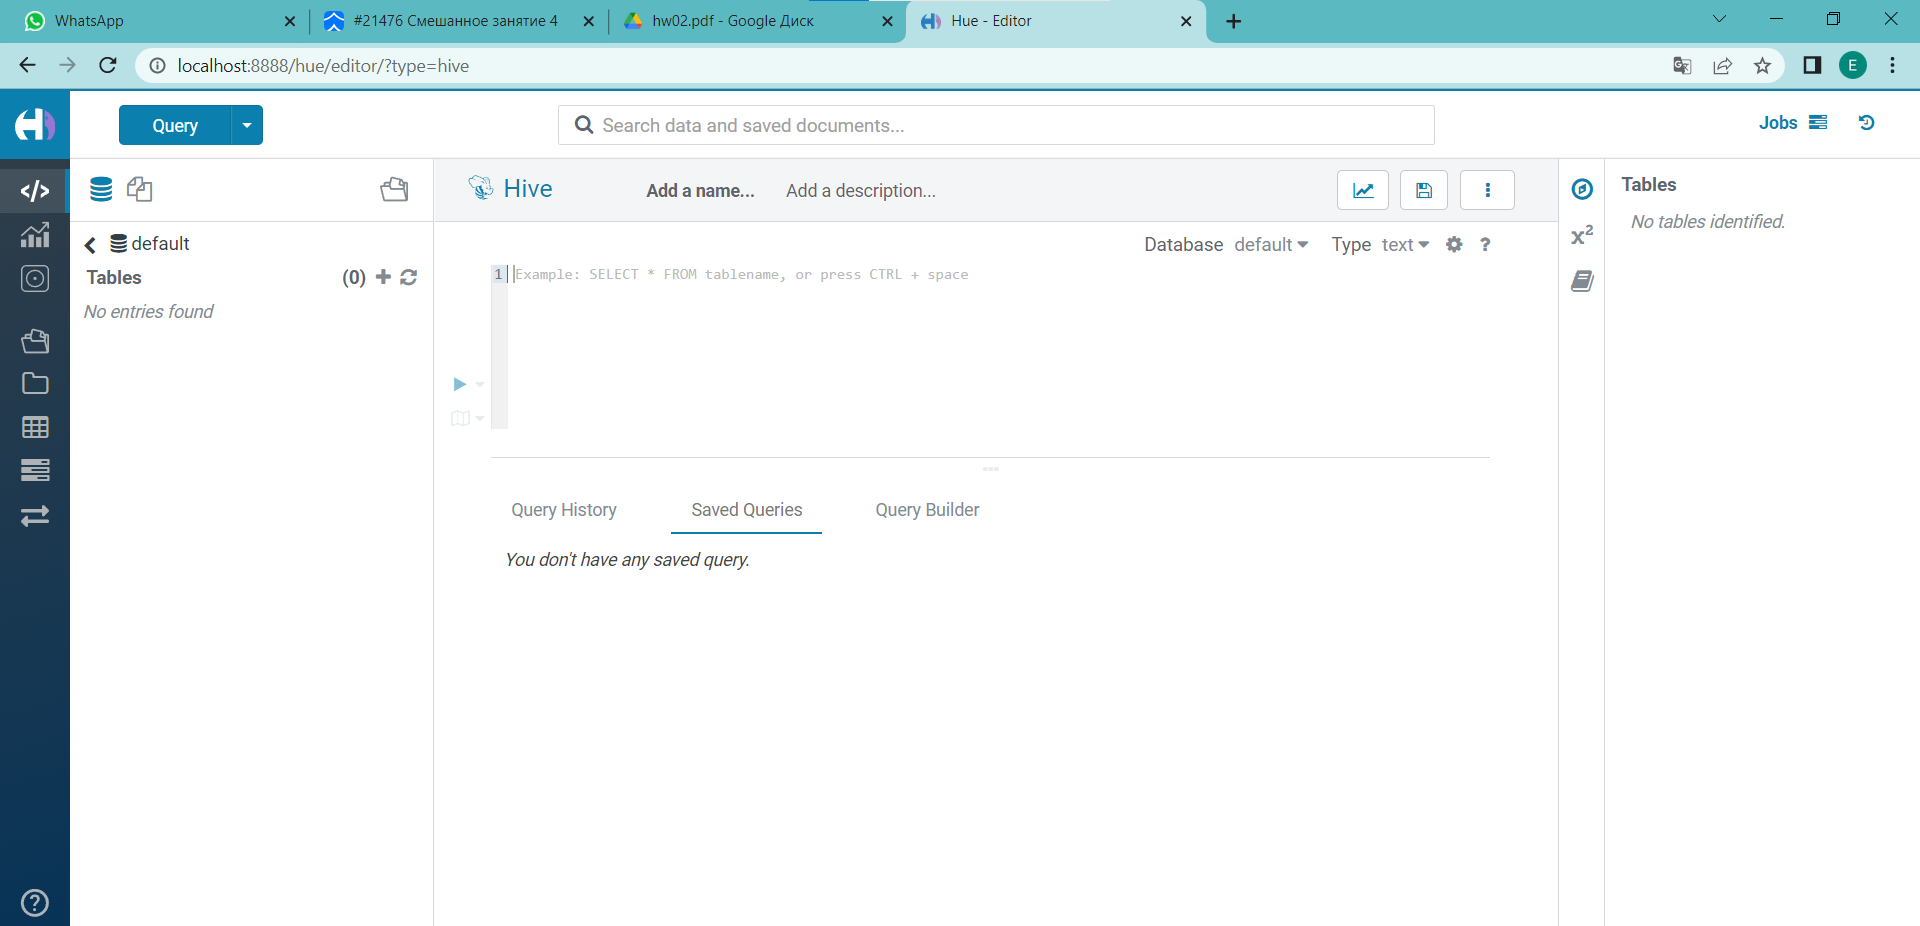 WhatsApp
#21476 Смешанное занятие 4
hw02.pdf - Google Диск
Hue - Editor
localhost:8888/hue/editor/?type=hive
E
Query
Search data and saved documents...
Jobs
Hive
Add a name...
Add a description...
Tables
No tables identified.
default
Tables (0)
No entries found
Database default Type text ?
1 Example: SELECT * FROM tablename, or press CTRL + space
x²
Query History
Saved Queries
Query Builder
You don't have any saved query.